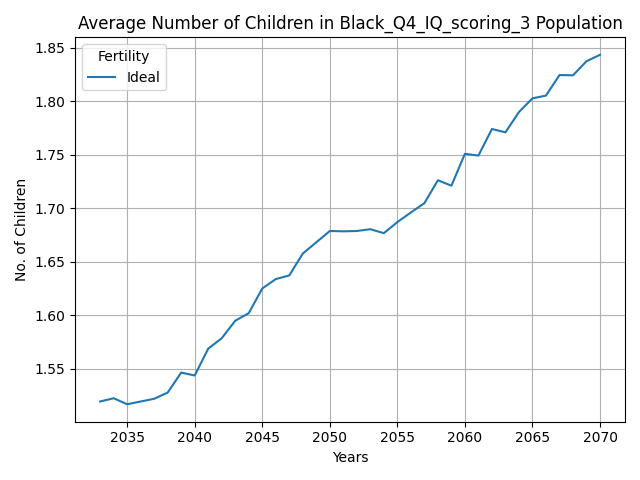 Average Number of Children in Black_Q4_IQ_scoring_3 Population
Fertility
Ideal
No. of Children
1.85
1.80
1.75
1.70
1.65
1.60
1.55
2035 2040 2045 2050 2055 2060 2065 2070
Years